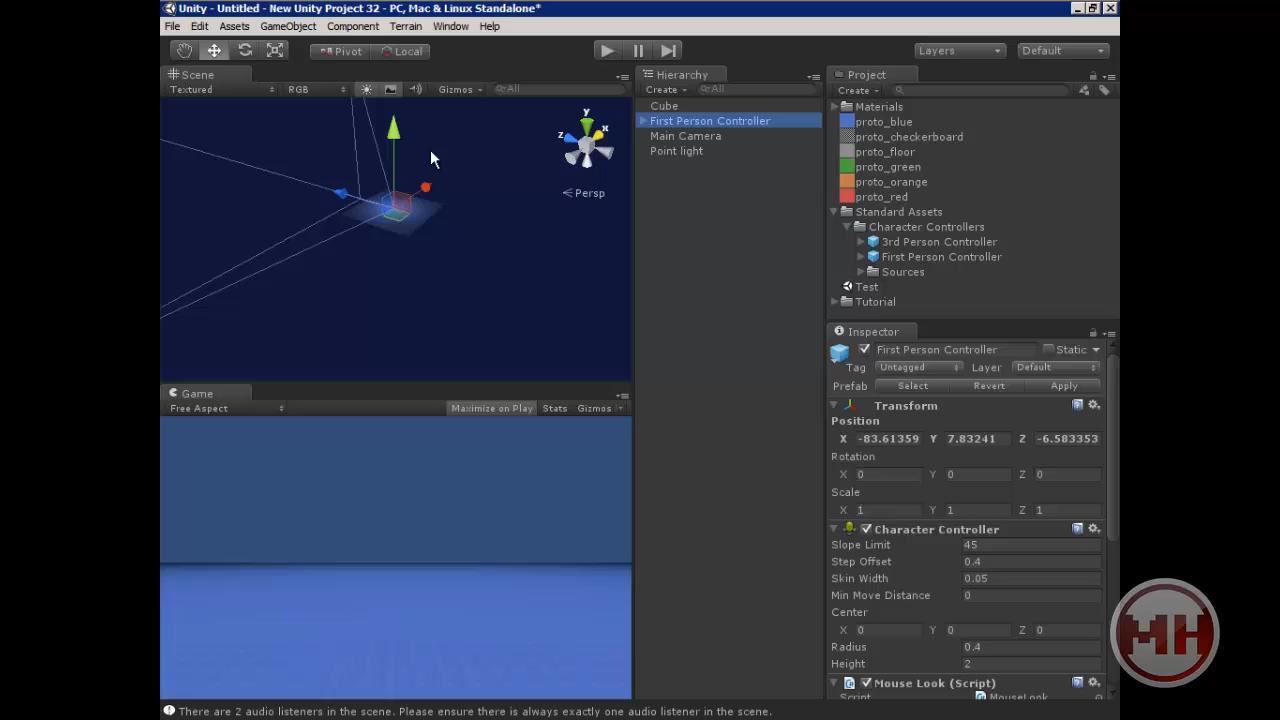 Unity - Untitled - New Unity Project 32 - PC, Mac & Linux Standalone*
File Edit Assets GameObject Component Terrain Window Help
Pivot Local Layers Default
Scene
Textured RGB Gizmos All
y
x
z
Persp
Game
Free Aspect Maximize on Play Stats Gizmos
Hierarchy
Create All
Cube
First Person Controller
Main Camera
Point light
Project
Create
Materials
proto_blue
proto_checkerboard
proto_floor
proto_green
proto_orange
proto_red
Standard Assets
Character Controllers
3rd Person Controller
First Person Controller
Sources
Test
Tutorial
Inspector
First Person Controller Static
Tag Untagged Layer Default
Prefab Select Revert Apply
Transform
Position
X -83.61359 Y 7.83241 Z -6.583353
Rotation
X 0 Y 0 Z 0
Scale
X 1 Y 1 Z 1
Character Controller
Slope Limit 45
Step Offset 0.4
Skin Width 0.05
Min Move Distance 0
Center
X 0 Y 0 Z 0
Radius 0.4
Height 2
Mouse Look (Script)
Script MouseLook
There are 2 audio listeners in the scene. Please ensure there is always exactly one audio listener in the scene.
MH